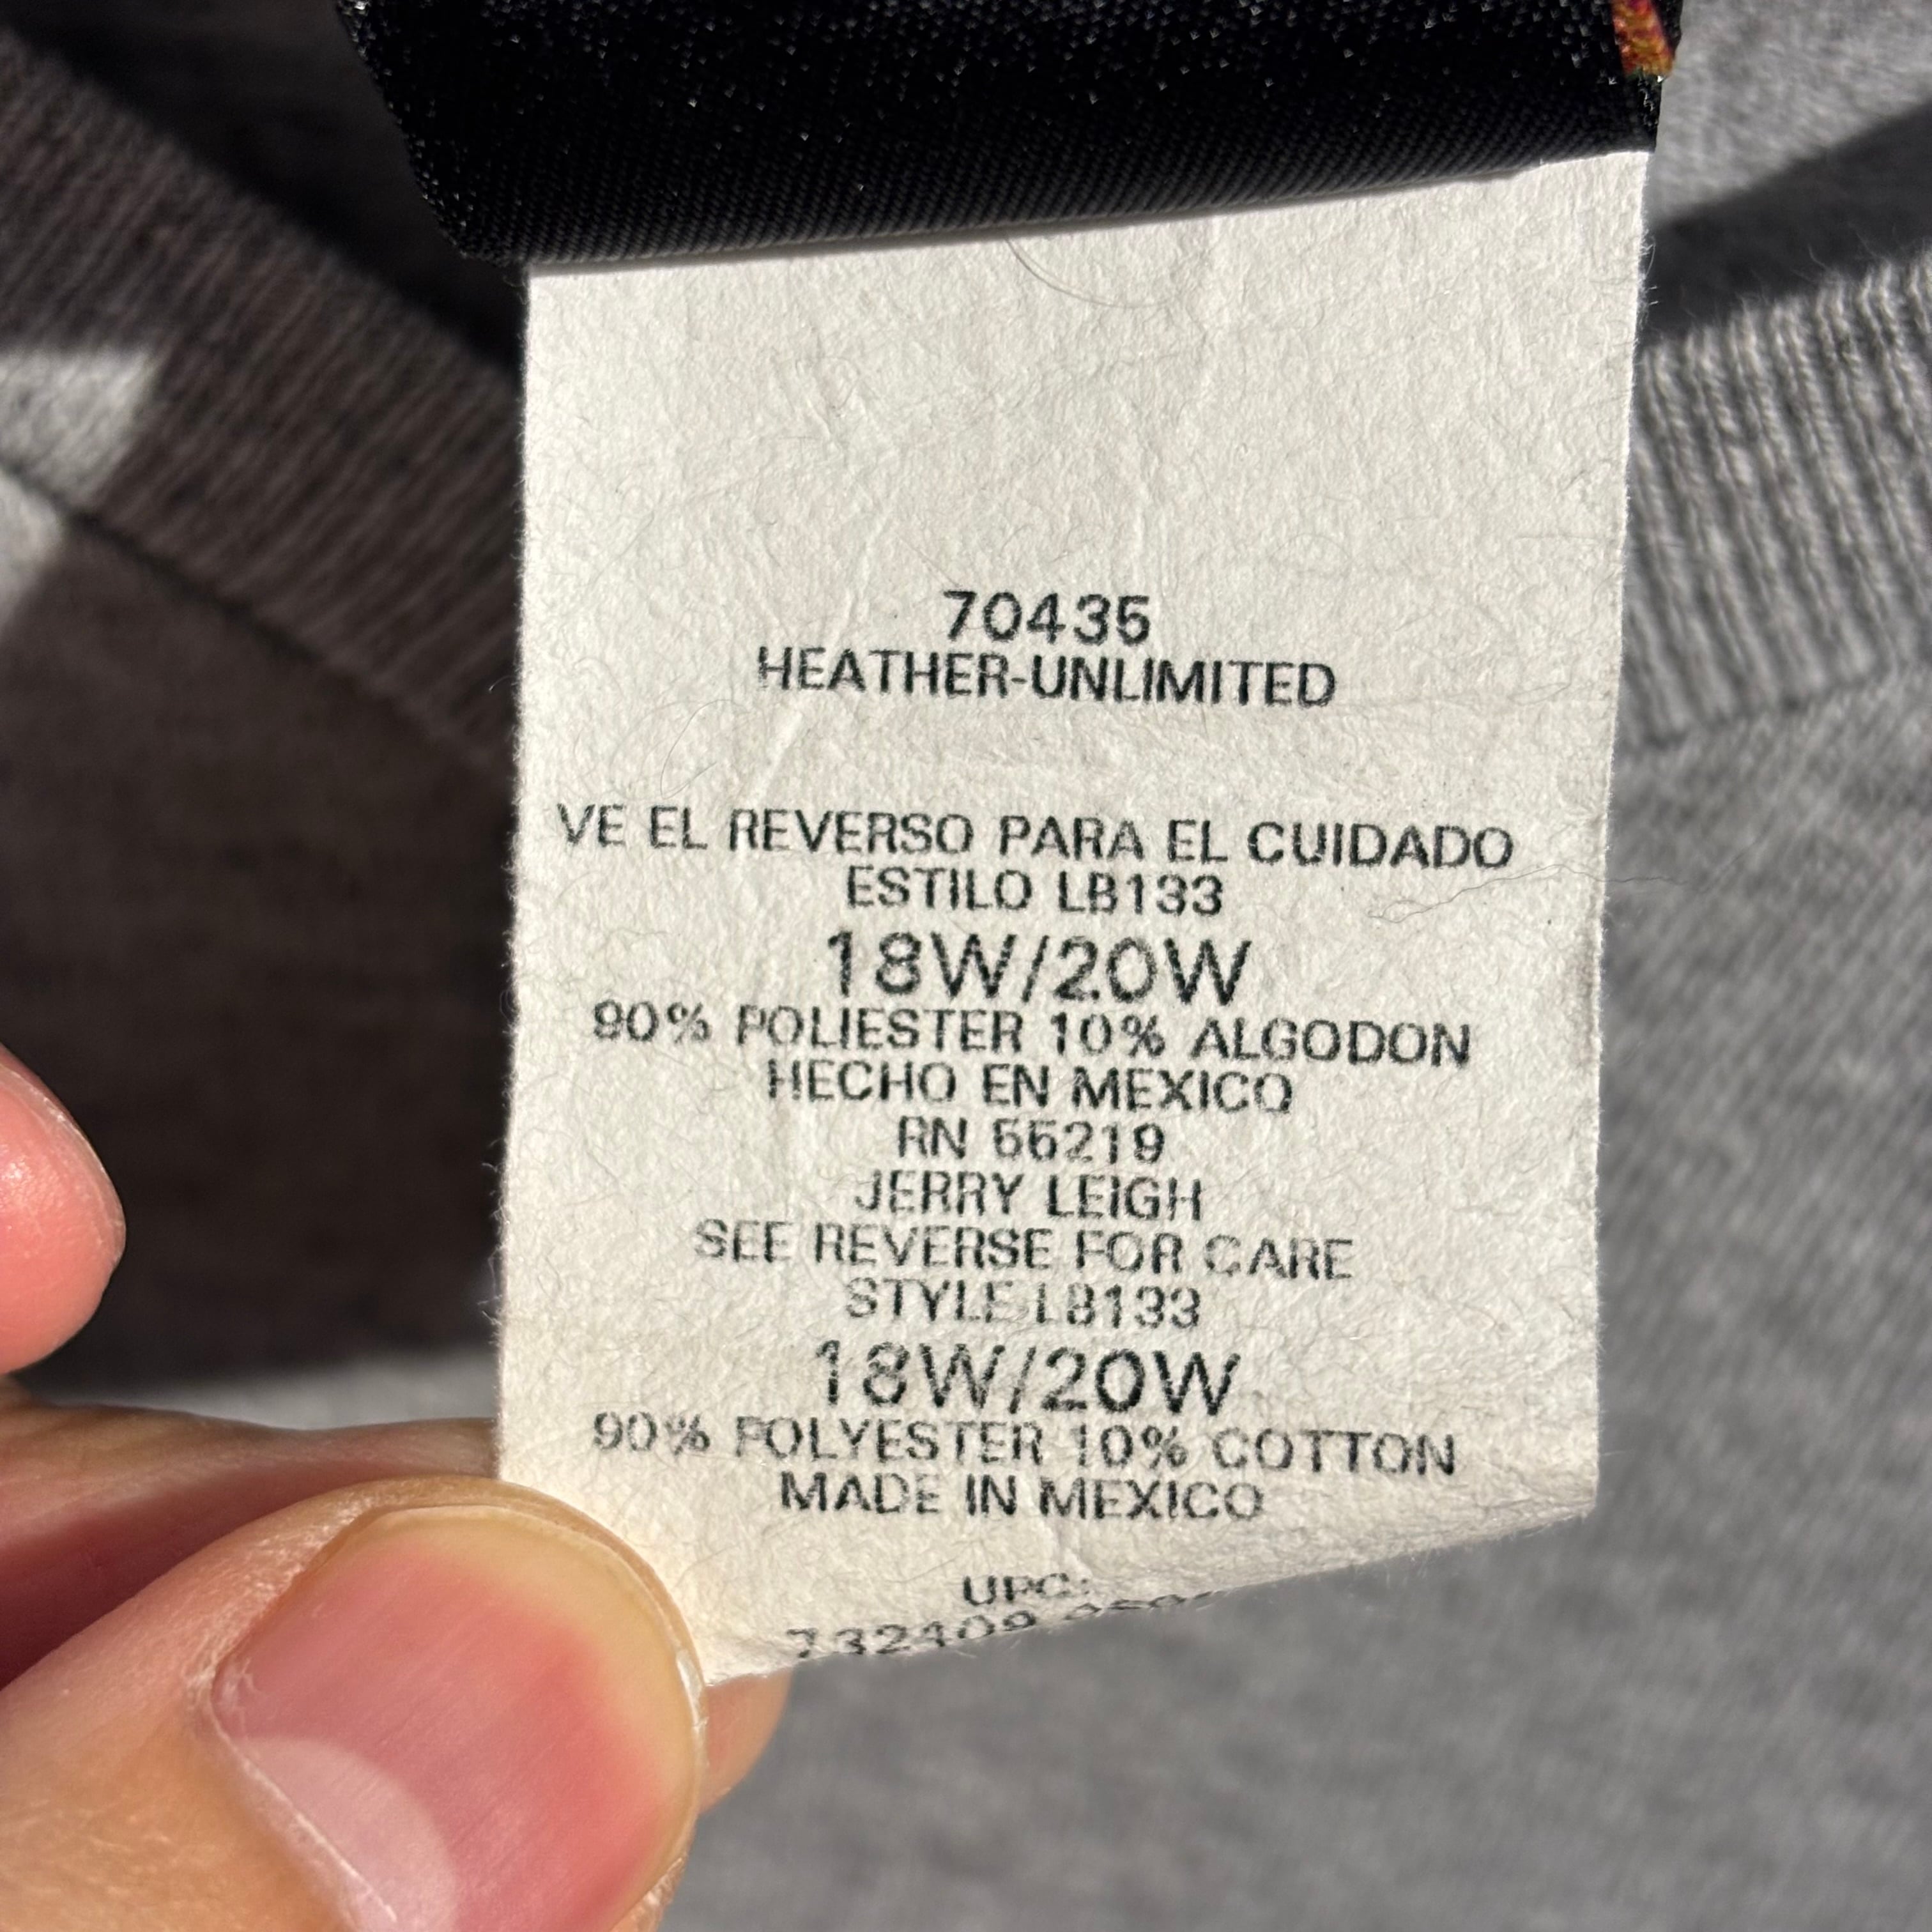 70435
HEATHER-UNLIMITED
VE EL REVERSO PARA EL CUIDADO
ESTILO LB133
18W/20W
90% POLIESTER 10% ALGODON
HECHO EN MEXICO
RN 55219
JERRY LEIGH
SEE REVERSE FOR CARE
STYLE LB133
18W/20W
90% POLYESTER 10% COTTON
MADE IN MEXICO
UPC: